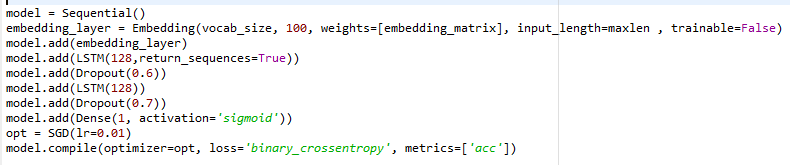 model = Sequential()
embedding_layer = Embedding(vocab_size, 100, weights=[embedding_matrix], input_length=maxlen , trainable=False)
model.add(embedding_layer)
model.add(LSTM(128,return_sequences=True))
model.add(Dropout(0.6))
model.add(LSTM(128))
model.add(Dropout(0.7))
model.add(Dense(1, activation='sigmoid'))
opt = SGD(lr=0.01)
model.compile(optimizer=opt, loss='binary_crossentropy', metrics=['acc'])